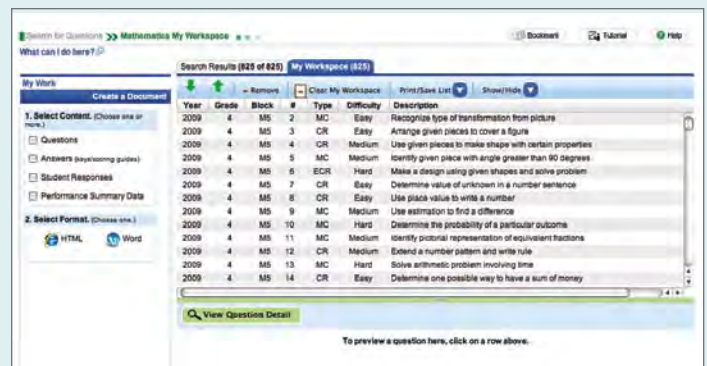 Search for Questions >> Mathematics My Workspace
Bookmark Tutorial Help
What can I do here?
Search Results (825 of 825) My Workspace (825)
My Work
Create a Document
1. Select Content. (Choose one or more.)
Questions
Answers (keys/scoring guides)
Student Responses
Performance Summary Data
2. Select Format. (Choose one.)
HTML Word
Remove Clear My Workspace Print/Save List Show/Hide
Year Grade Block # Type Difficulty Description
2009 4 M5 2 MC Easy Recognize type of transformation from picture
2009 4 M5 3 CR Easy Arrange given pieces to cover a figure
2009 4 M5 4 CR Medium Use given pieces to make shape with certain properties
2009 4 M5 5 MC Medium Identify given piece with angle greater than 90 degrees
2009 4 M5 6 ECR Hard Make a design using given shapes and solve problem
2009 4 M5 7 CR Easy Determine value of unknown in a number sentence
2009 4 M5 8 CR Easy Use place value to write a number
2009 4 M5 9 MC Medium Use estimation to find a difference
2009 4 M5 10 MC Hard Determine the probability of a particular outcome
2009 4 M5 11 MC Medium Identify pictorial representation of equivalent fractions
2009 4 M5 12 CR Medium Extend a number pattern and write rule
2009 4 M5 13 MC Hard Solve arithmetic problem involving time
2009 4 M5 14 CR Easy Determine one possible way to have a sum of money
View Question Detail
To preview a question here, click on a row above.